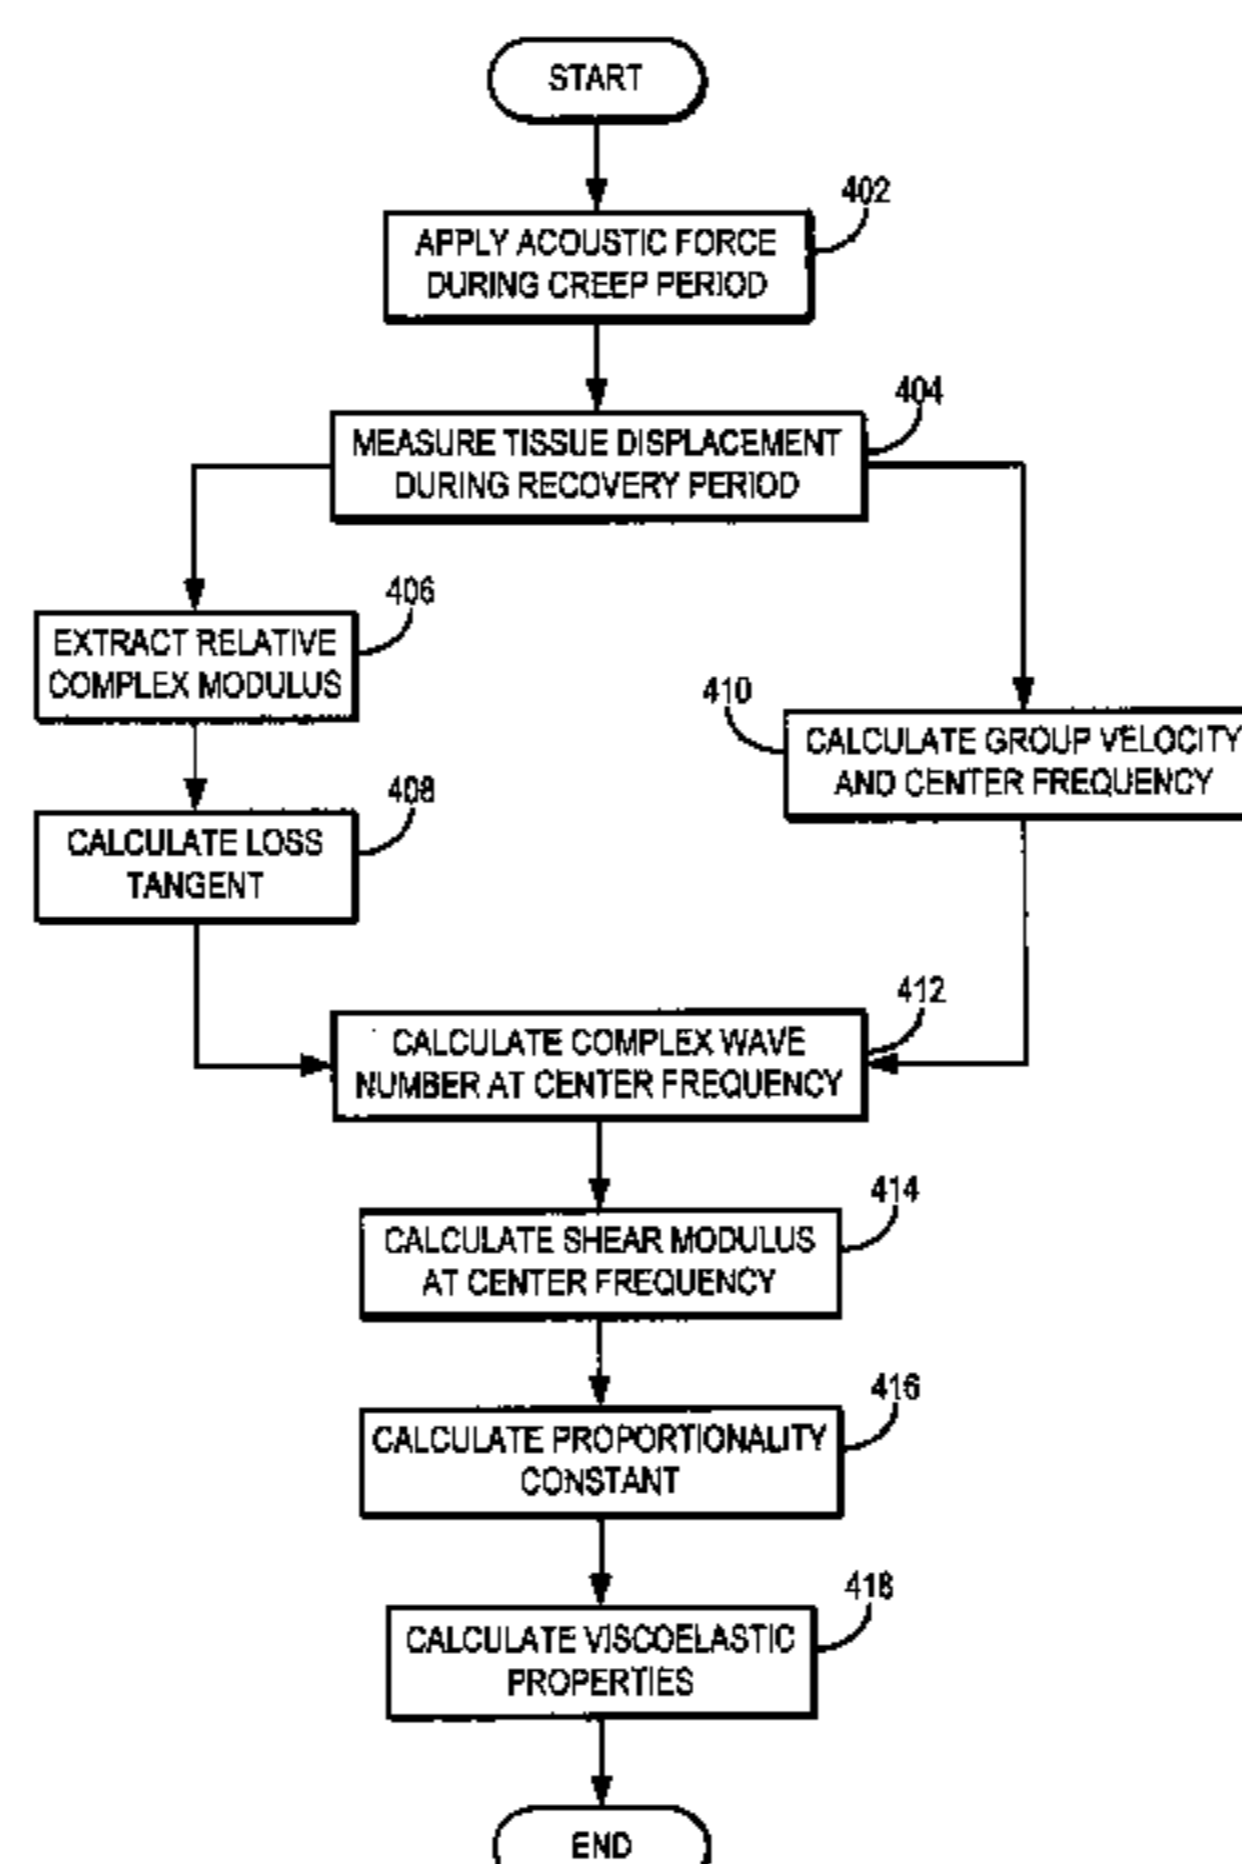 START
402
APPLY ACOUSTIC FORCE
DURING CREEP PERIOD
404
MEASURE TISSUE DISPLACEMENT
DURING RECOVERY PERIOD
406
EXTRACT RELATIVE
COMPLEX MODULUS
410
CALCULATE GROUP VELOCITY
AND CENTER FREQUENCY
408
CALCULATE LOSS
TANGENT
412
CALCULATE COMPLEX WAVE
NUMBER AT CENTER FREQUENCY
414
CALCULATE SHEAR MODULUS
AT CENTER FREQUENCY
416
CALCULATE PROPORTIONALITY
CONSTANT
418
CALCULATE VISCOELASTIC
PROPERTIES
END